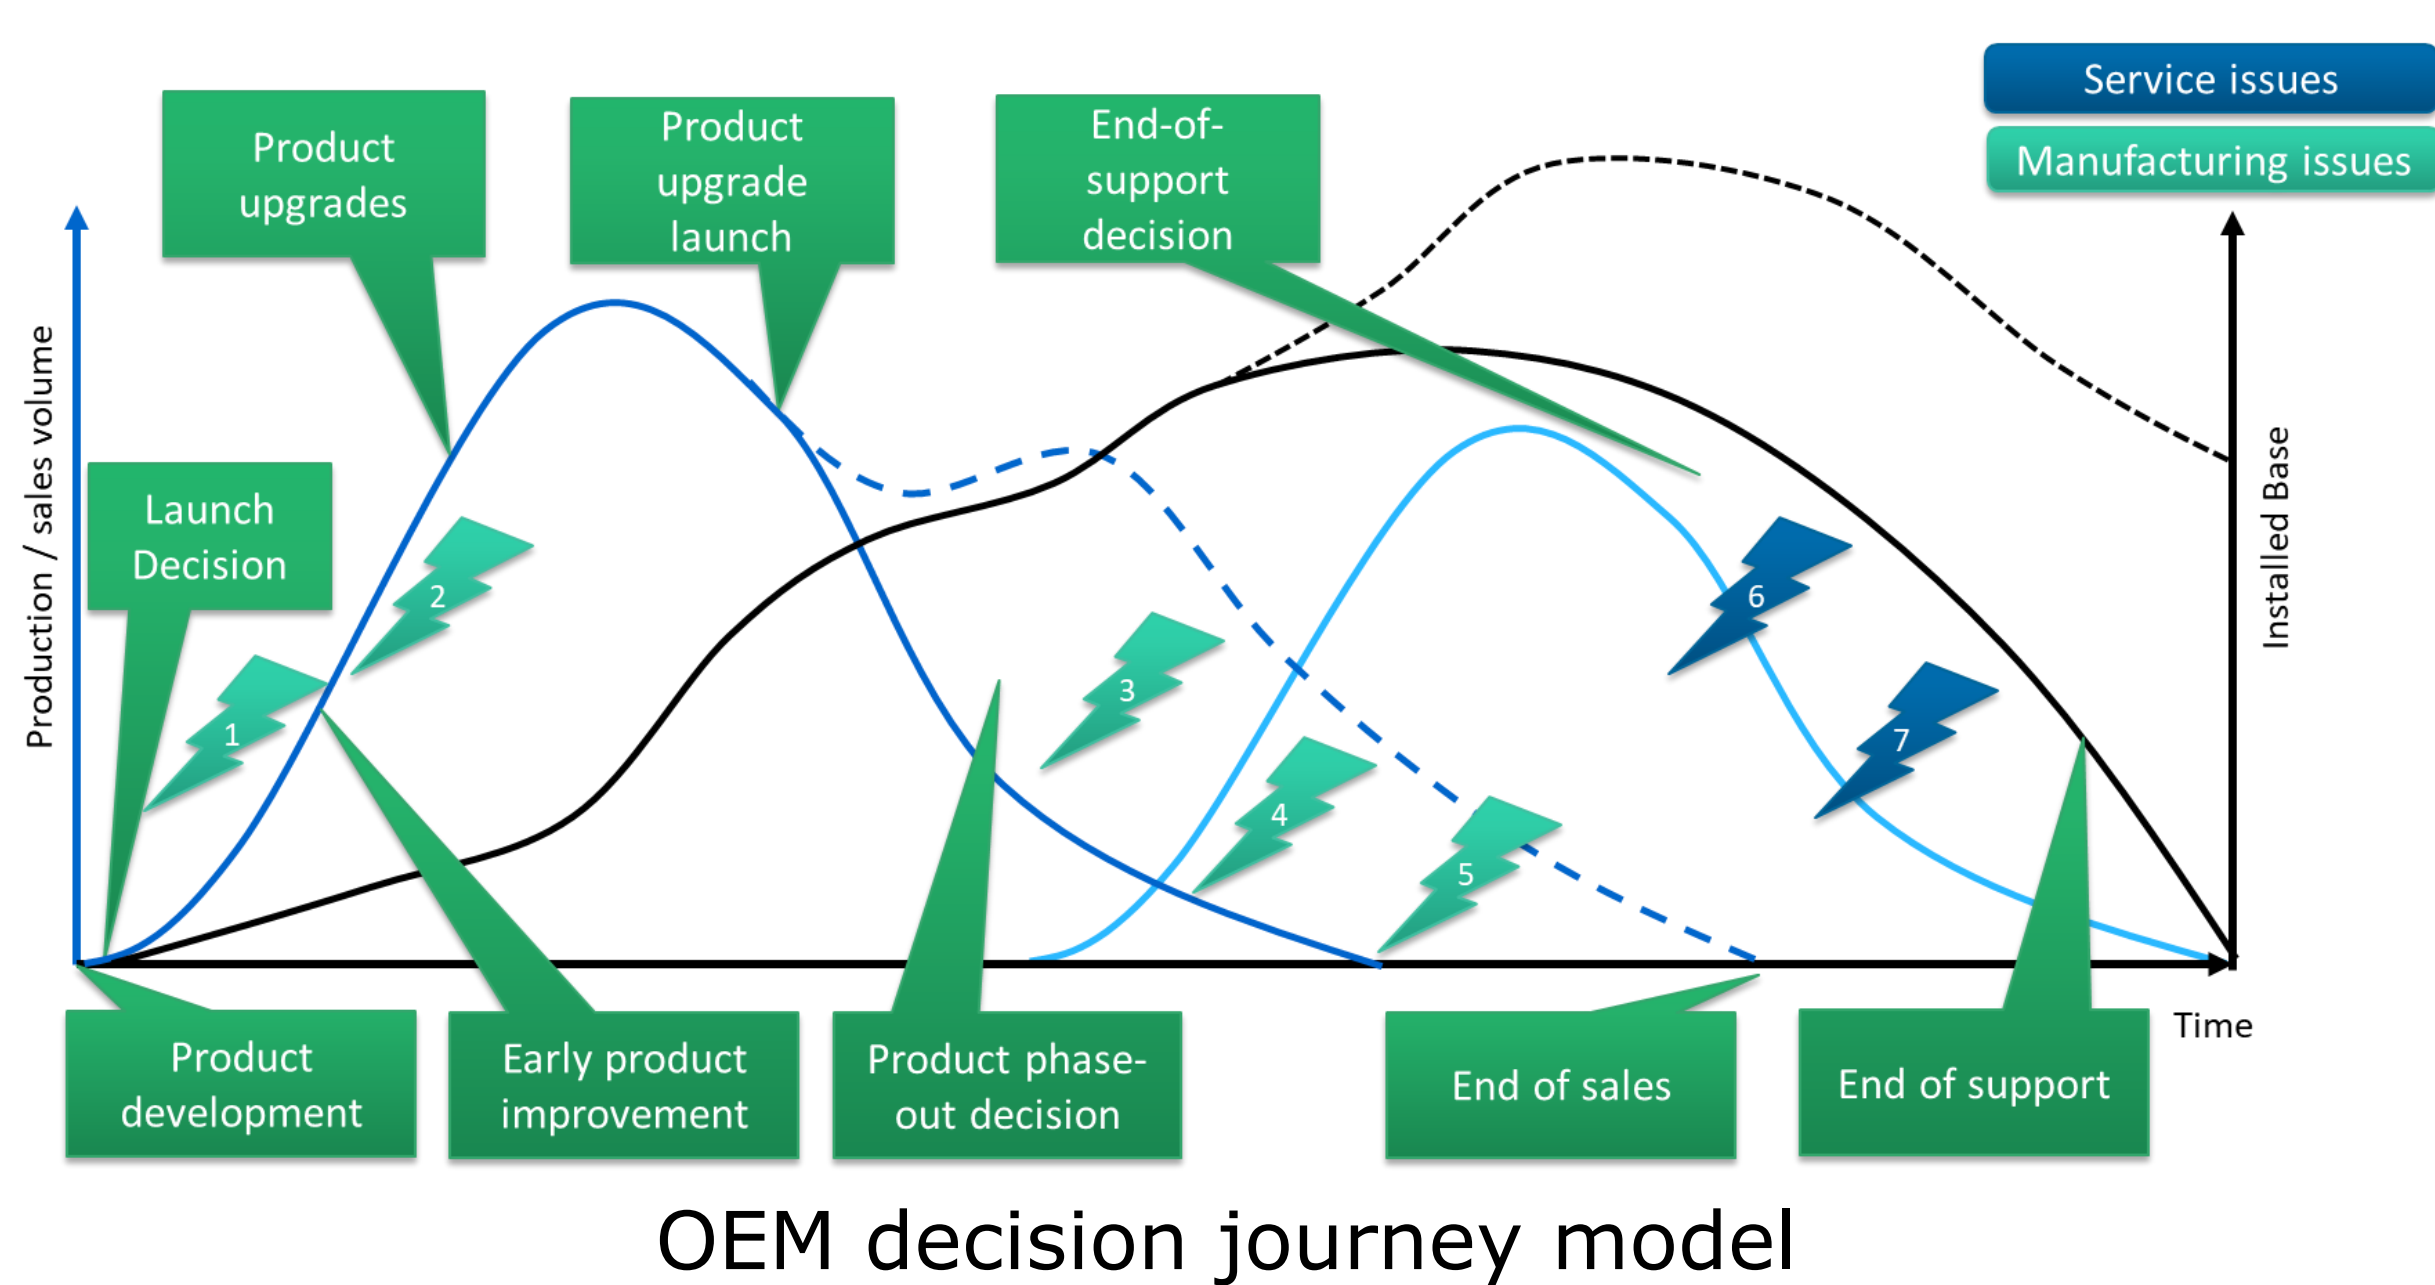 Service issues
Manufacturing issues
Product
upgrades
Product
upgrade
launch
End-of-
support
decision
Production / sales volume
Launch
Decision
Installed Base
1
2
3
4
5
6
7
Time
Product
development
Early product
improvement
Product phase-
out decision
End of sales
End of support
OEM decision journey model